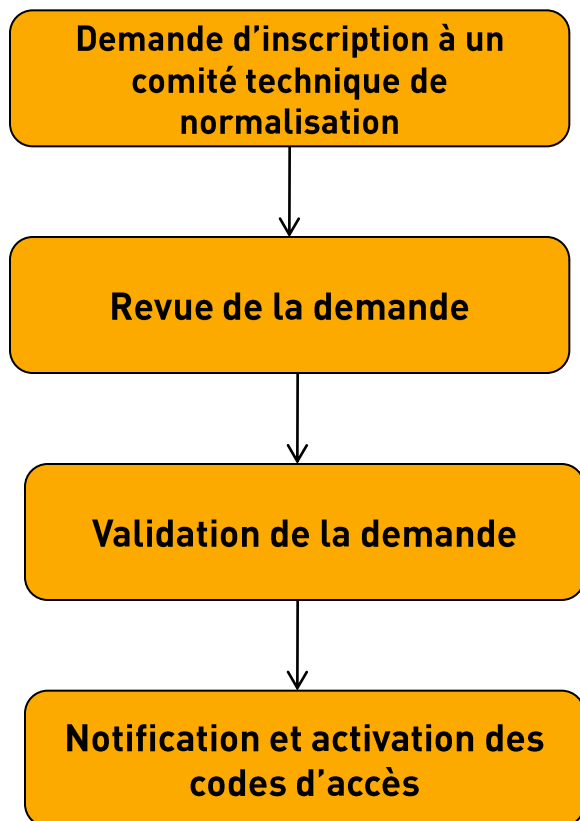 Demande d’inscription à un
comité technique de
normalisation
Revue de la demande
Validation de la demande
Notification et activation des
codes d’accès